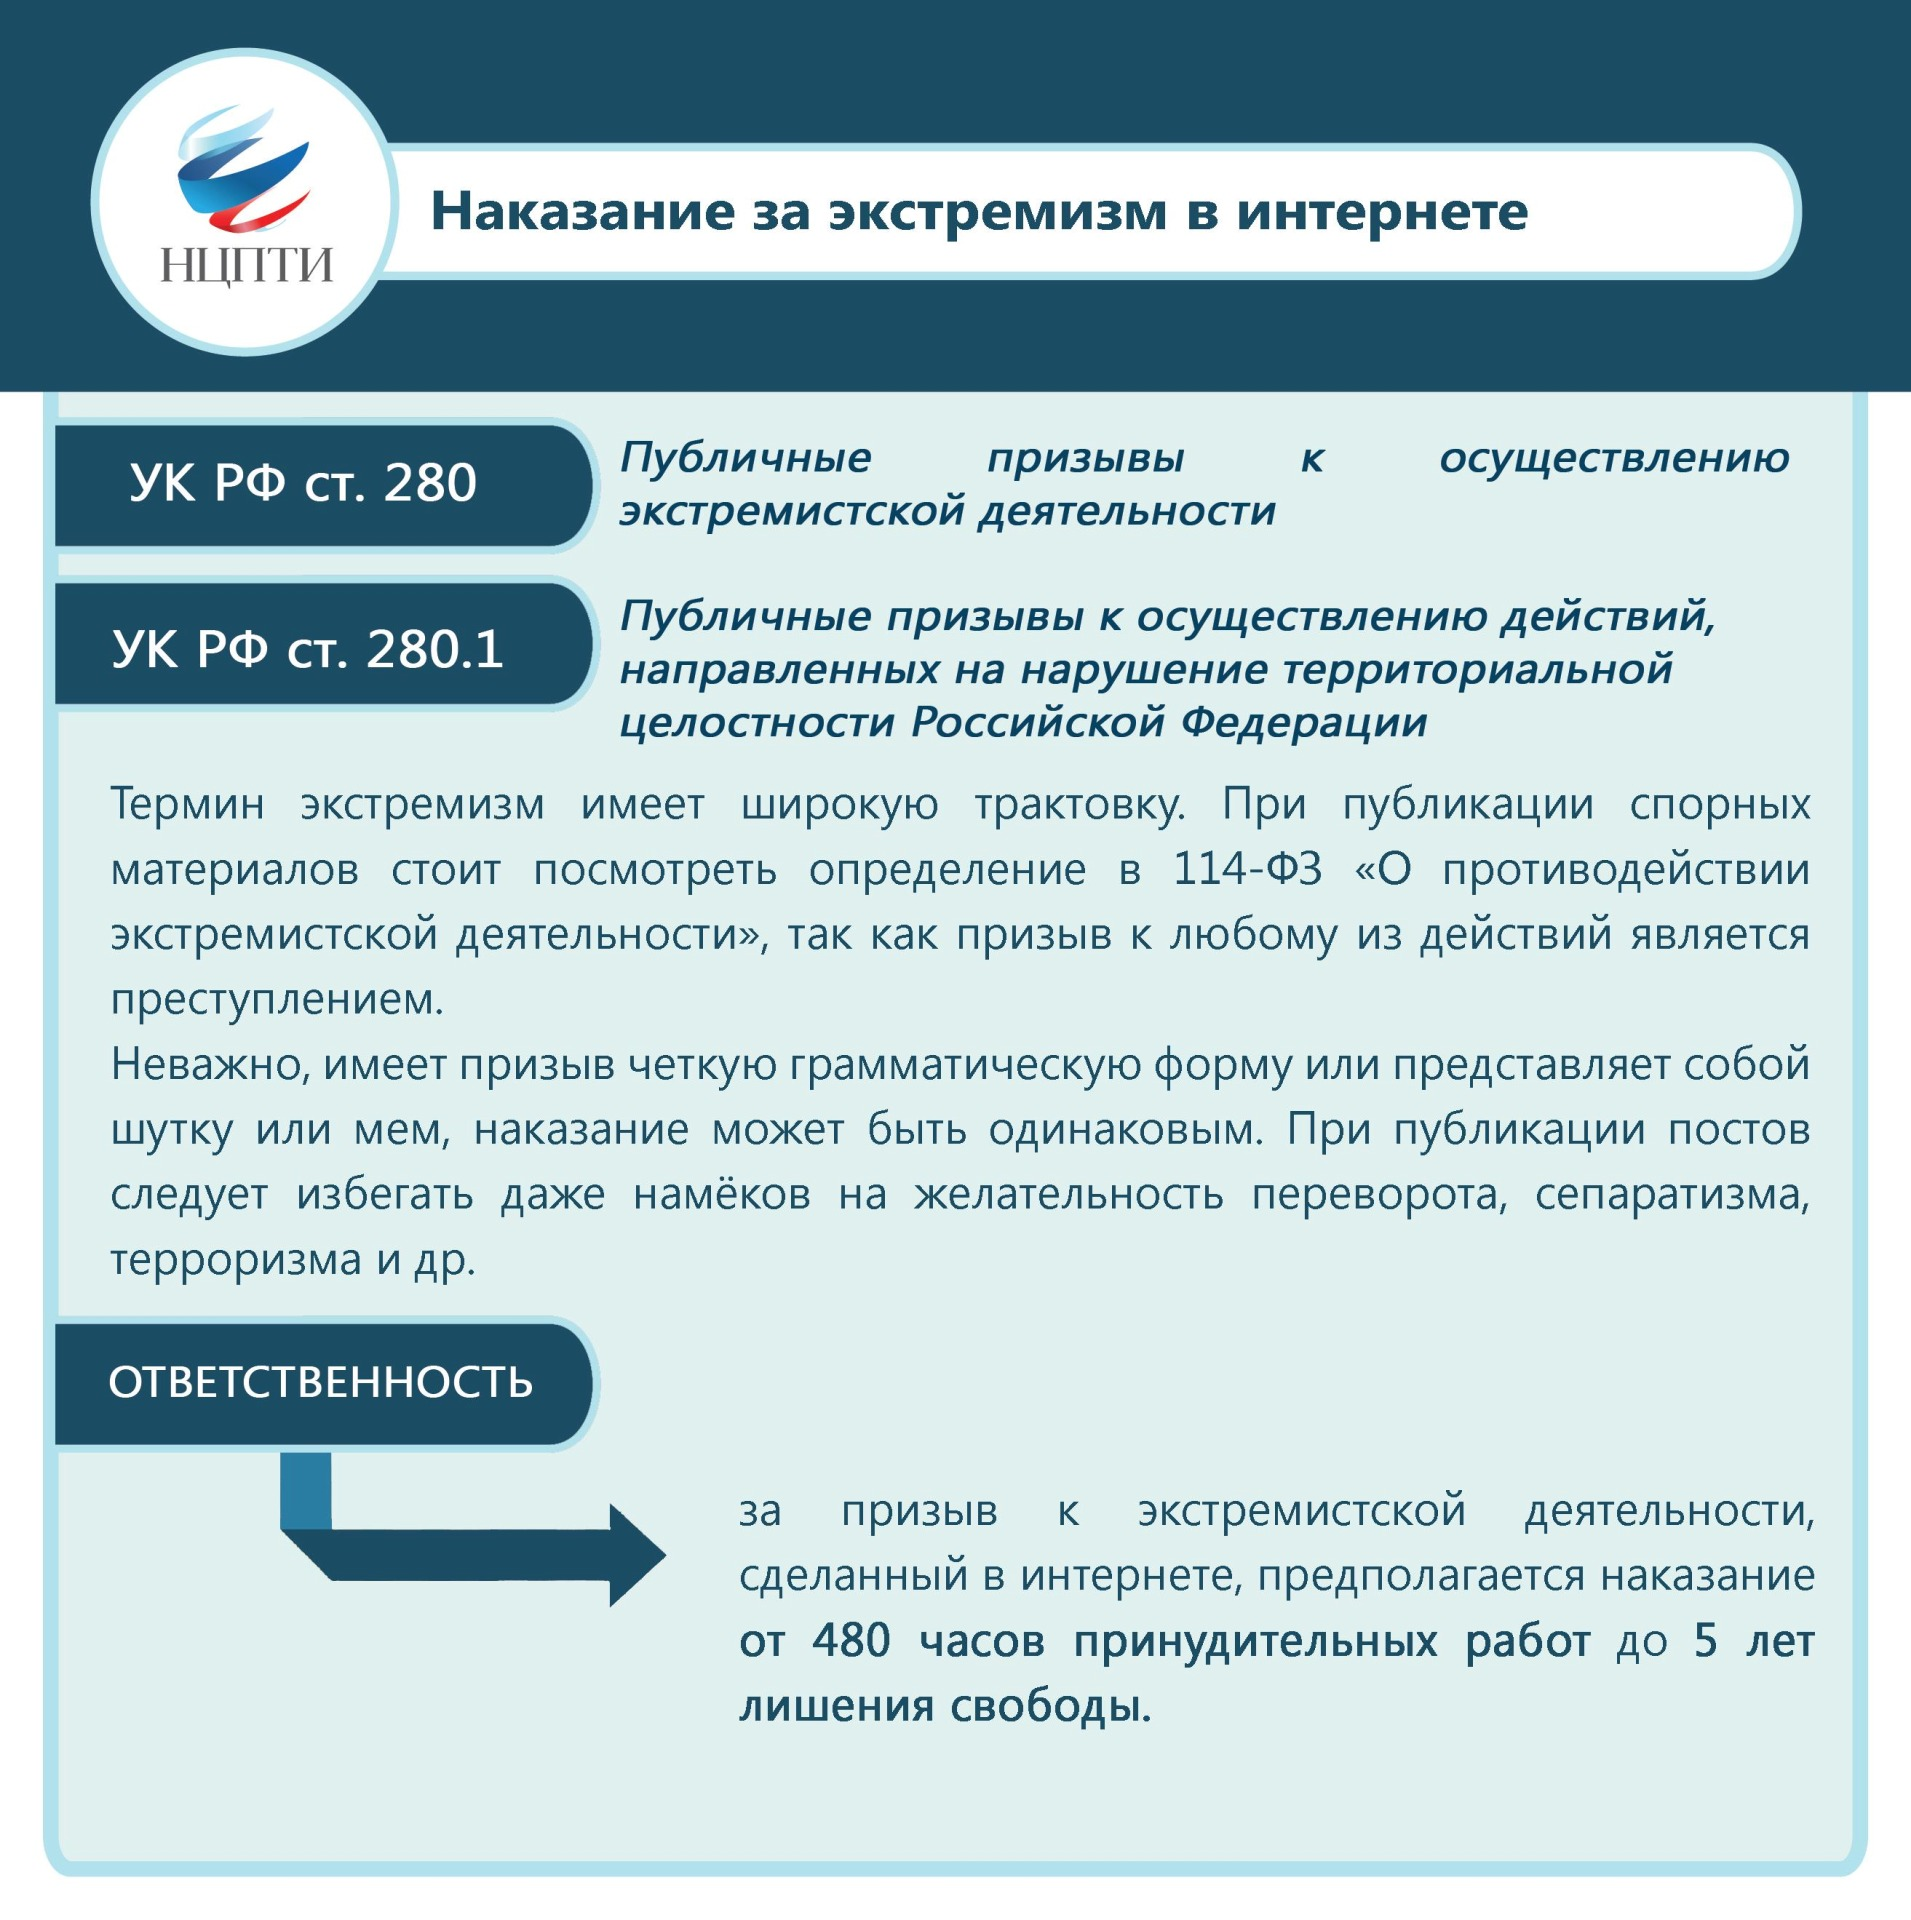 НЦПТИ
Наказание за экстремизм в интернете
УК РФ ст. 280
Публичные призывы к осуществлению
экстремистской деятельности
УК РФ ст. 280.1
Публичные призывы к осуществлению действий,
направленных на нарушение территориальной
целостности Российской Федерации
Термин экстремизм имеет широкую трактовку. При публикации спорных
материалов стоит посмотреть определение в 114-ФЗ «О противодействии
экстремистской деятельности», так как призыв к любому из действий является
преступлением.
Неважно, имеет призыв четкую грамматическую форму или представляет собой
шутку или мем, наказание может быть одинаковым. При публикации постов
следует избегать даже намёков на желательность переворота, сепаратизма,
терроризма и др.
ОТВЕТСТВЕННОСТЬ
за призыв к экстремистской деятельности,
сделанный в интернете, предполагается наказание
от 480 часов принудительных работ до 5 лет
лишения свободы.